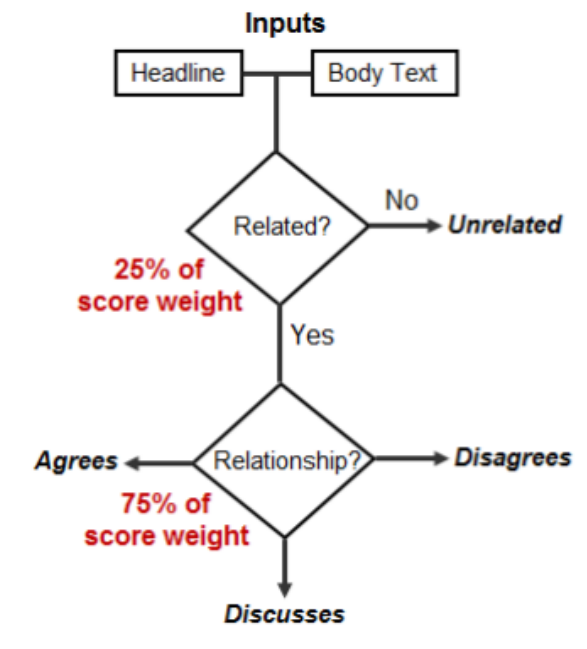 Inputs
Headline
Body Text
No
Related?
Unrelated
25% of
score weight
Yes
Agrees
Relationship?
Disagrees
75% of
score weight
Discusses